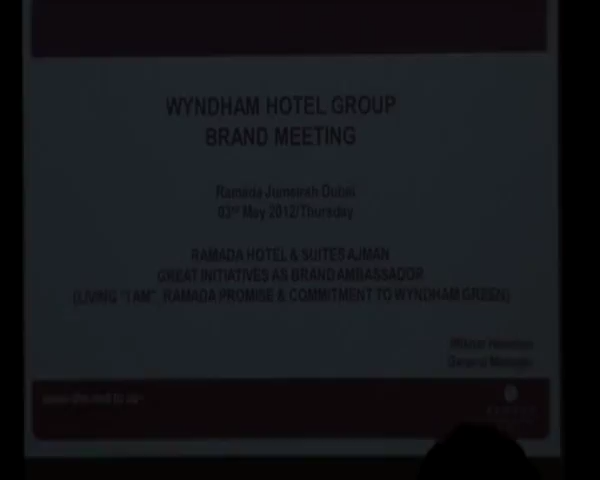 WYNDHAM HOTEL GROUP
BRAND MEETING
Ramada Jumeirah Dubai
03rd May 2012/Thursday
RAMADA HOTEL & SUITES AJMAN
GREAT INITIATIVES AS BRAND AMBASSADOR
(LIVING "I AM", RAMADA PROMISE & COMMITMENT TO WYNDHAM GREEN)
General Manager